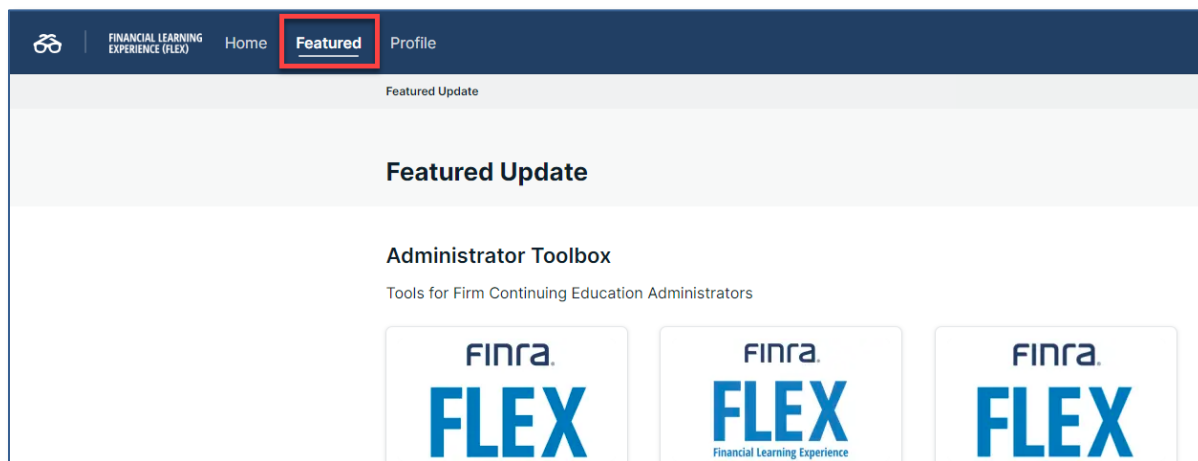 FINANCIAL LEARNING
EXPERIENCE (FLEX)
Home Featured Profile
Featured Update
Featured Update
Administrator Toolbox
Tools for Firm Continuing Education Administrators
FINRA. FINRA. FINRA.
FLEX FLEX FLEX
Financial Learning Experience